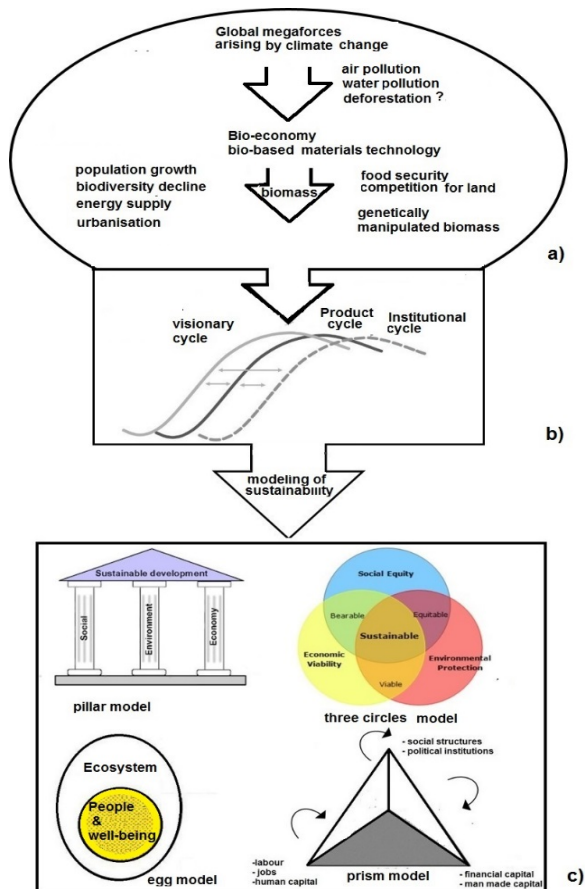 Global megaforces
arising by climate change
air pollution
water pollution
deforestation ?
Bio-economy
bio-based materials technology
population growth
biodiversity decline
energy supply
urbanisation
biomass
food security
competition for land
genetically
manipulated biomass
a)
visionary
cycle
Product
cycle
Institutional
cycle
b)
modeling of
sustainability
Sustainable development
Social
Environment
Economy
pillar model
Social Equity
Bearable
Equitable
Sustainable
Economic
Viability
Environmental
Protection
Viable
three circles model
Ecosystem
People
&
well-being
egg model
- social structures
- political institutions
-labour
- jobs
- human capital
prism model
- financial capital
- man made capital
c)